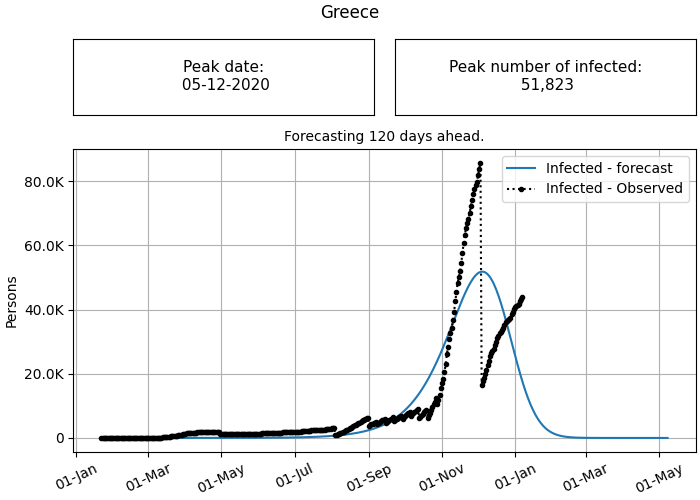 Greece
Peak date:
05-12-2020
Peak number of infected:
51,823
Forecasting 120 days ahead.
Infected - forecast
Infected - Observed
Persons
80.0K
60.0K
40.0K
20.0K
0
01-Jan
01-Mar
01-May
01-Jul
01-Sep
01-Nov
01-Jan
01-Mar
01-May